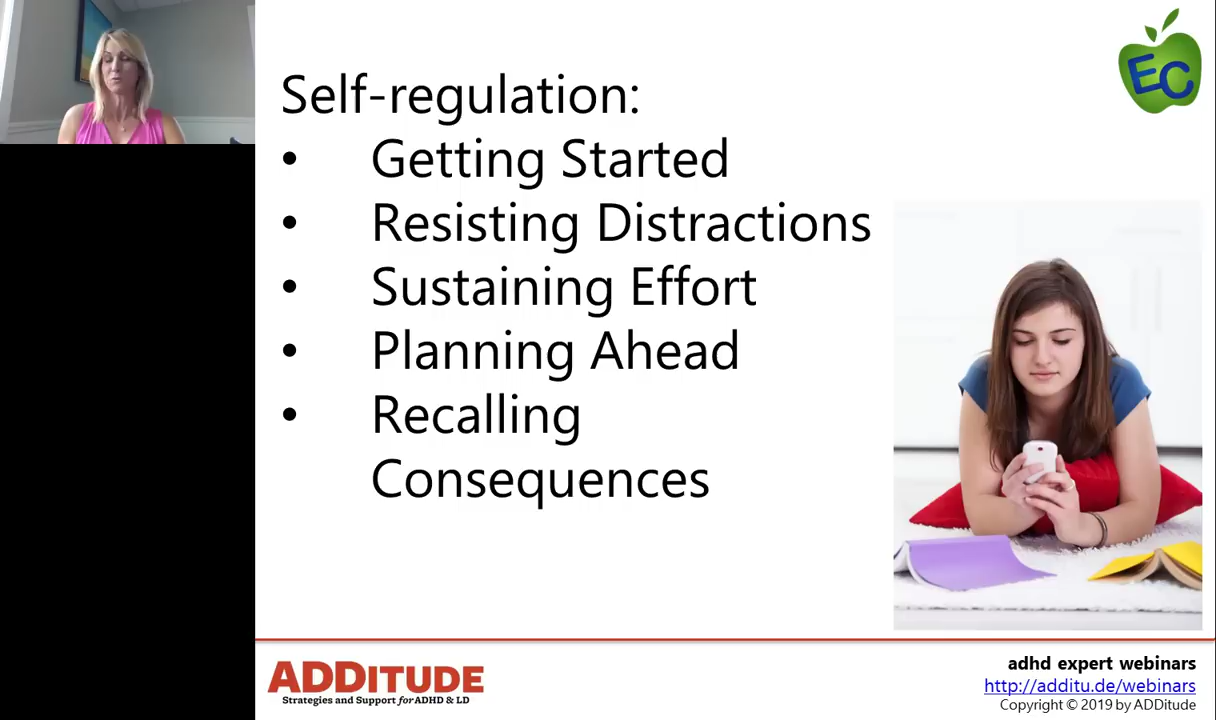 EC
Self-regulation:
• Getting Started
• Resisting Distractions
• Sustaining Effort
• Planning Ahead
• Recalling
Consequences
ADDITUDE
Strategies and Support for ADHD & LD
adhd expert webinars
http://additu.de/webinars
Copyright © 2019 by ADDitude